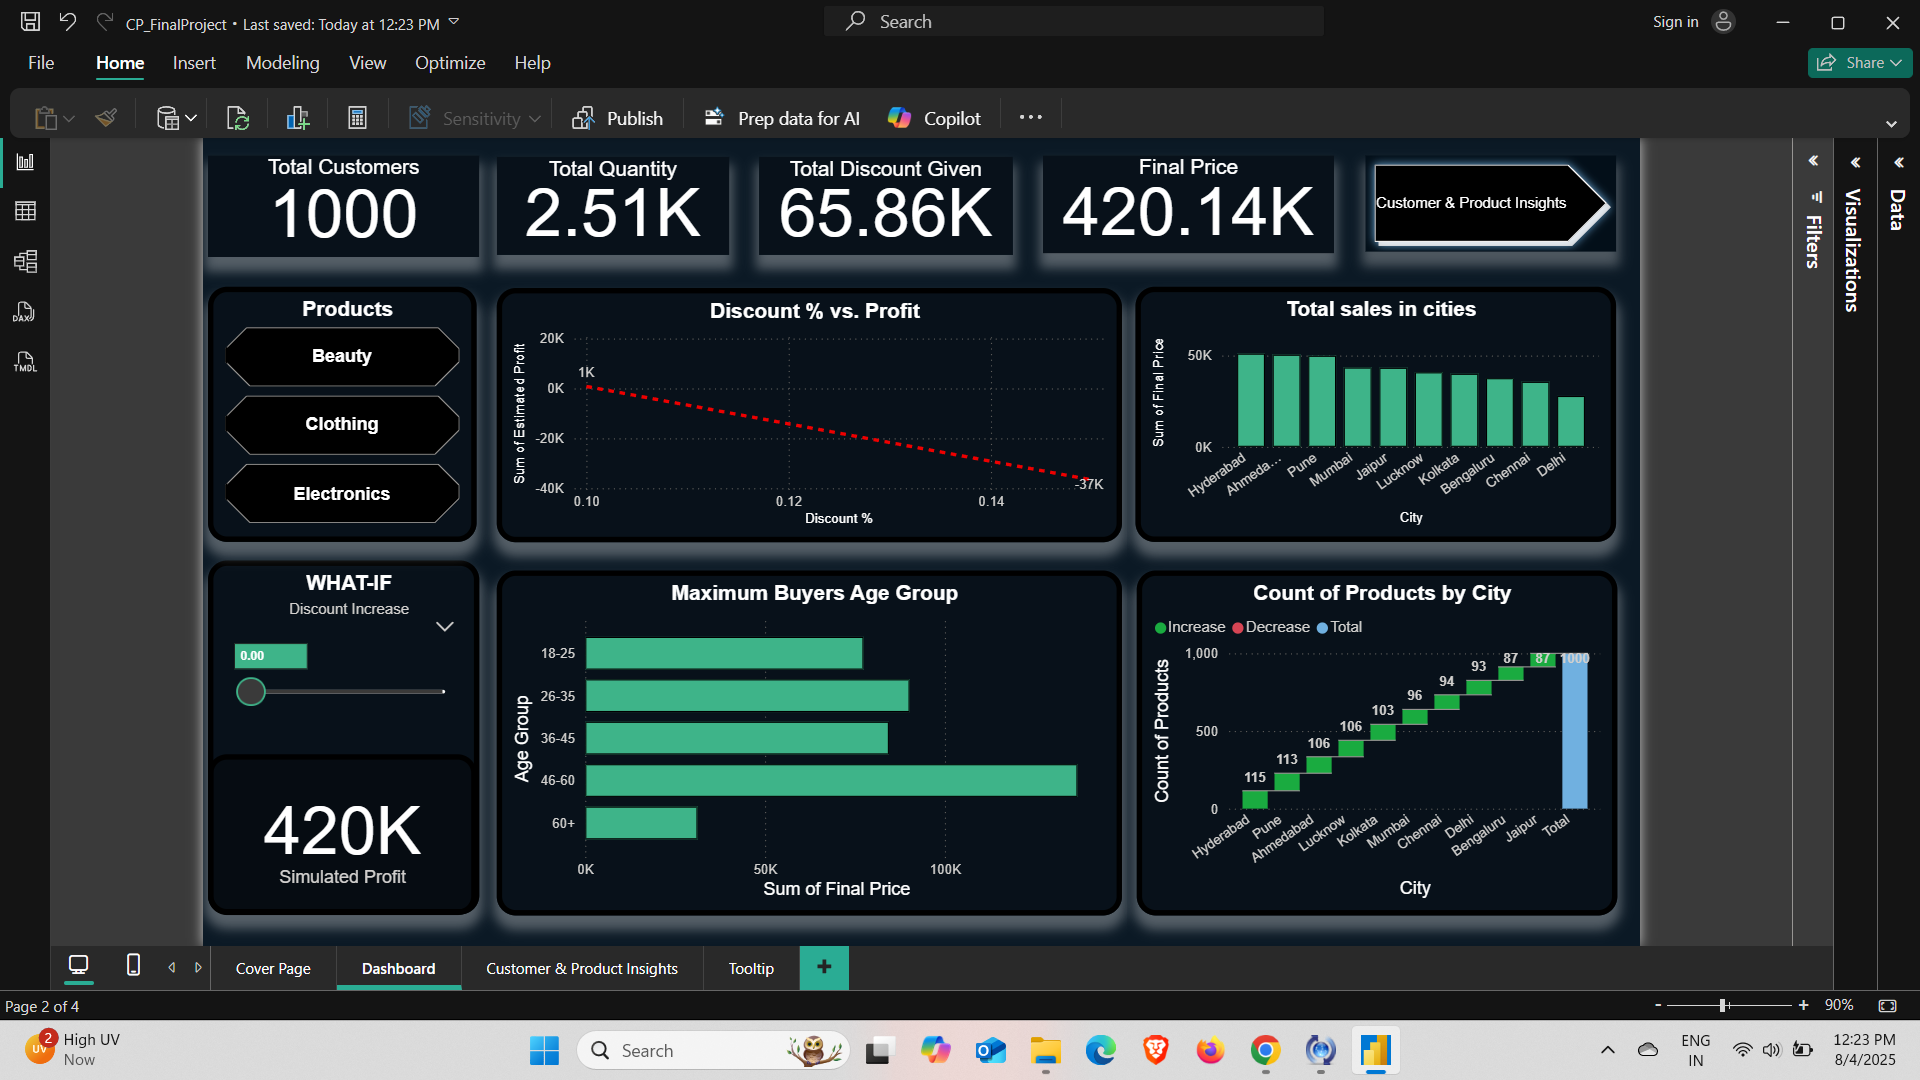 CP_FinalProject • Last saved: Today at 12:23 PM
Search
Sign in
File
Home
Insert
Modeling
View
Optimize
Help
Share
Sensitivity
Publish
Prep data for AI
Copilot
DAX
TMDL
Total Customers
1000
Total Quantity
2.51K
Total Discount Given
65.86K
Final Price
420.14K
Customer & Product Insights
Filters
Visualizations
Data
Products
Beauty
Clothing
Electronics
Discount % vs. Profit
Sum of Estimated Profit
20K
0K
-20K
-40K
1K
-37K
0.10
0.12
0.14
Discount %
Total sales in cities
Sum of Final Price
50K
0K
Hyderabad
Ahmeda...
Pune
Mumbai
Jaipur
Lucknow
Kolkata
Bengaluru
Chennai
Delhi
City
WHAT-IF
Discount Increase
0.00
420K
Simulated Profit
Maximum Buyers Age Group
Age Group
18-25
26-35
36-45
46-60
60+
0K
50K
100K
Sum of Final Price
Count of Products by City
Increase
Decrease
Total
Count of Products
1,000
500
0
115
113
106
106
103
96
94
93
87
87
1000
Hyderabad
Pune
Ahmedabad
Lucknow
Kolkata
Mumbai
Chennai
Delhi
Bengaluru
Jaipur
Total
City
Cover Page
Dashboard
Customer & Product Insights
Tooltip
+
Page 2 of 4
- + 90%
2
UV
High UV
Now
Search
ENG
IN
12:23 PM
8/4/2025